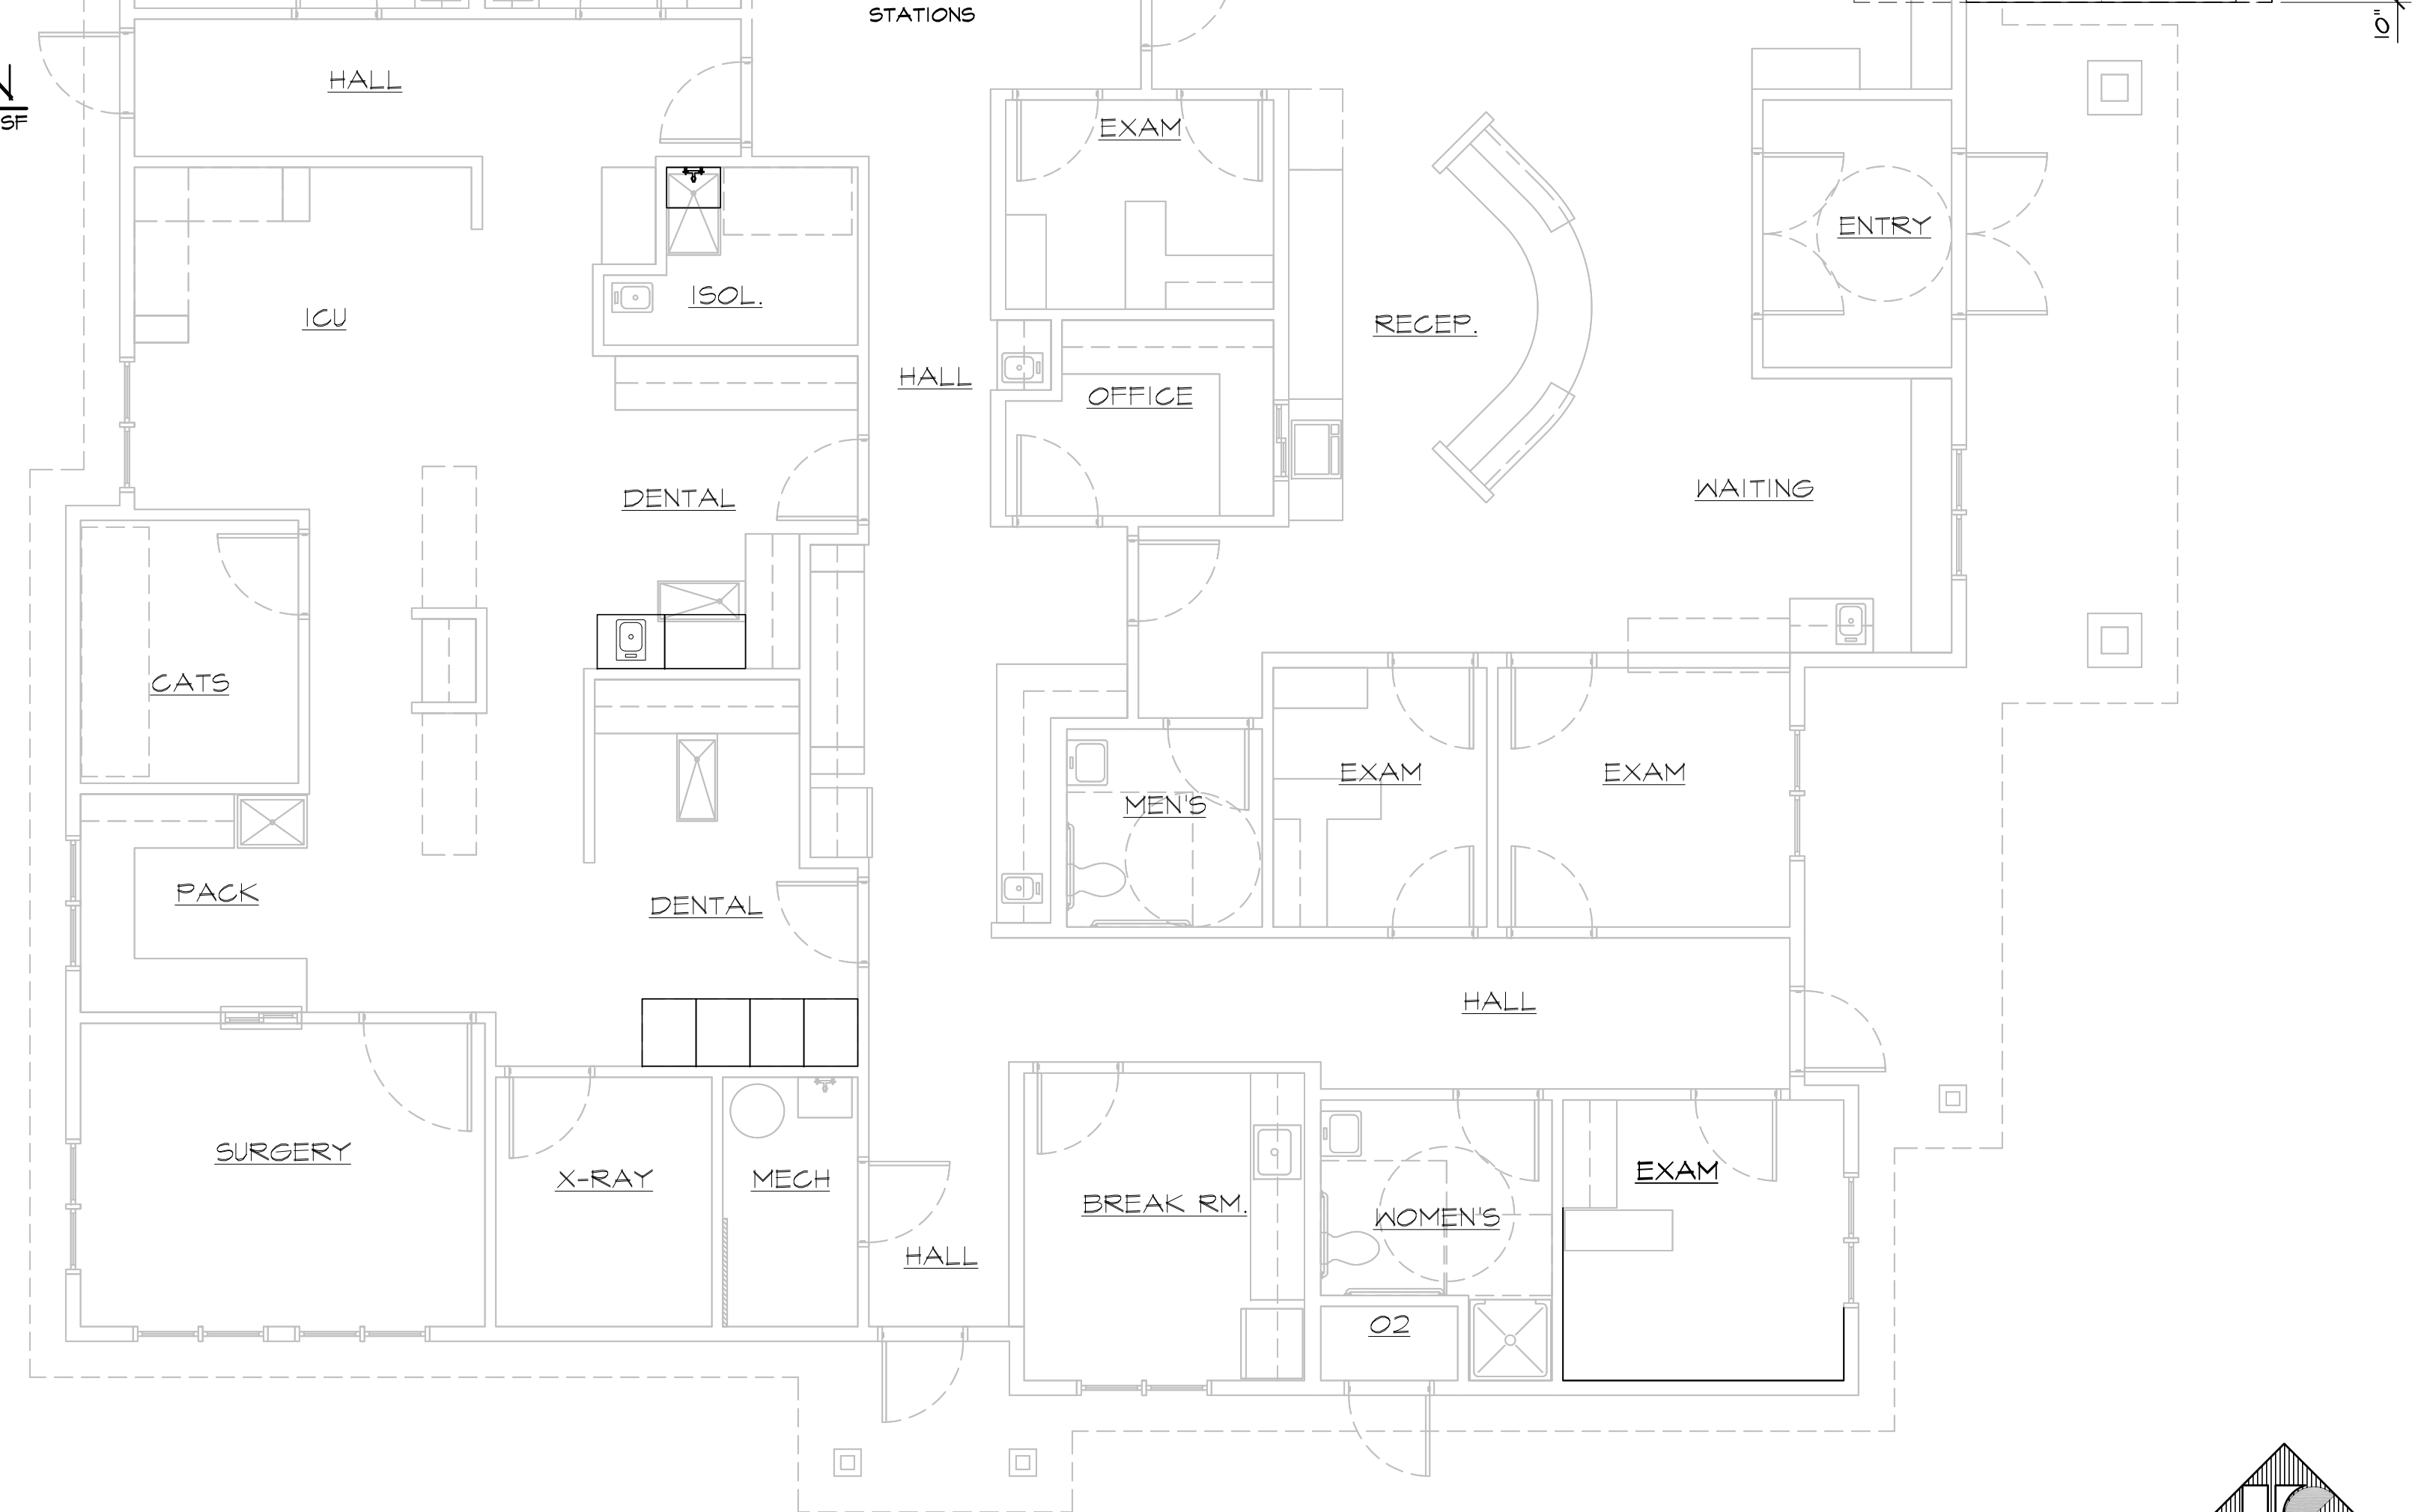 STATIONS
0"
HALL
SF
EXAM
ENTRY
ISOL.
ICU
RECEP.
HALL
OFFICE
DENTAL
WAITING
CATS
EXAM
EXAM
MEN'S
PACK
DENTAL
HALL
SURGERY
X-RAY
MECH
EXAM
BREAK RM.
WOMEN'S
HALL
O2